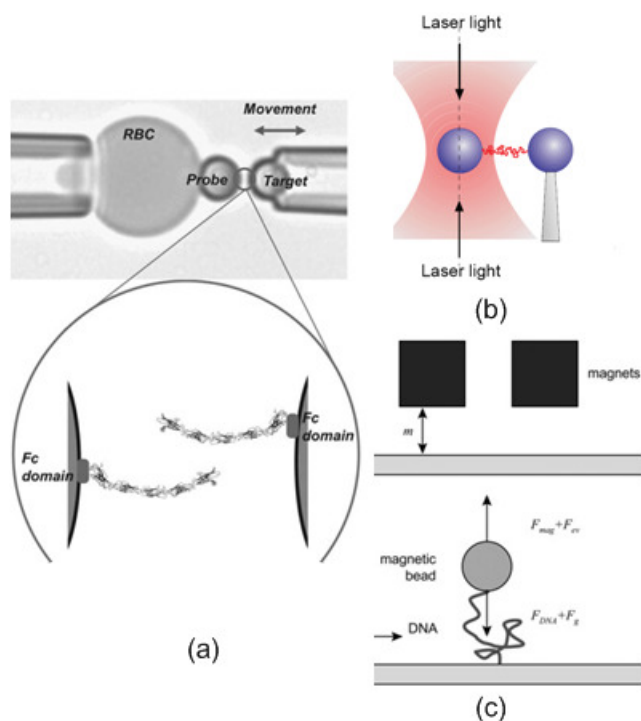 Movement
RBC
Probe
Target
Fc
domain
Fc
domain
(a)
Laser light
Laser light
(b)
magnets
m
F_mag+F_ev
magnetic
bead
DNA
F_DNA+F_g
(c)